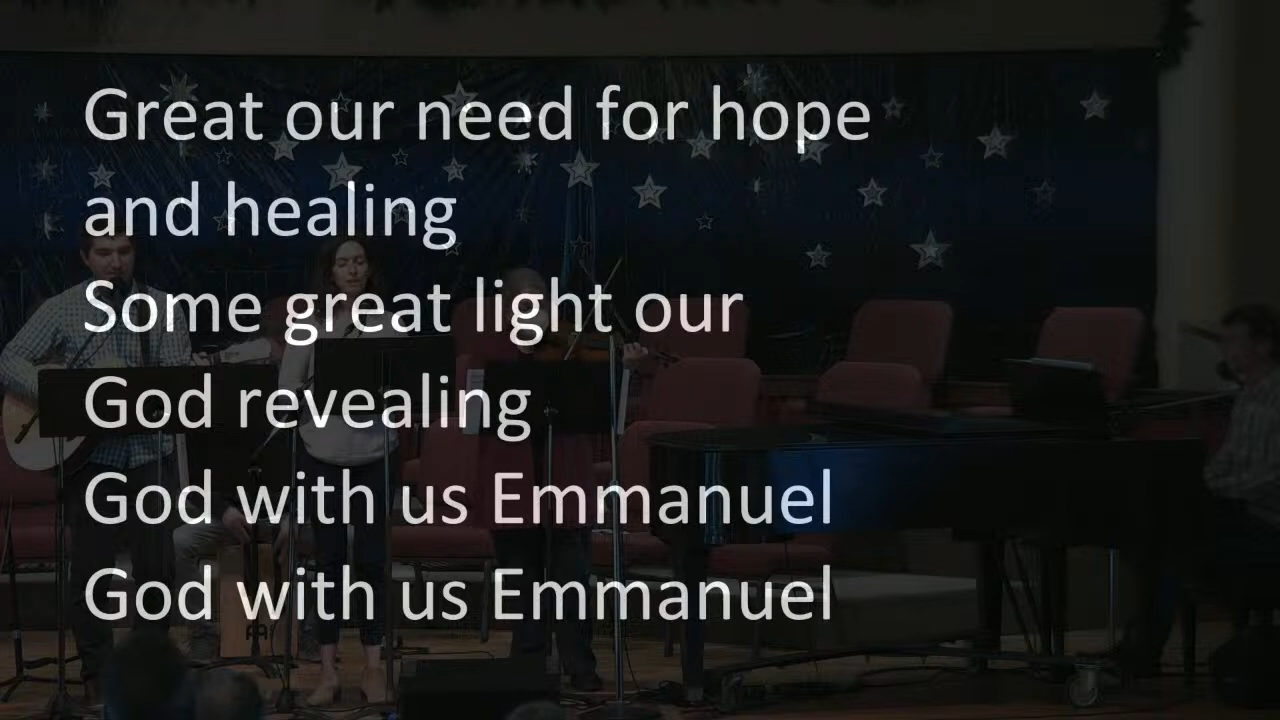 Great our need for hope
and healing
Some great light our
God revealing
God with us Emmanuel
God with us Emmanuel